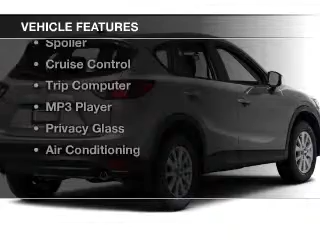 VEHICLE FEATURES
• Spoiler
• Cruise Control
• Trip Computer
• MP3 Player
• Privacy Glass
• Air Conditioning